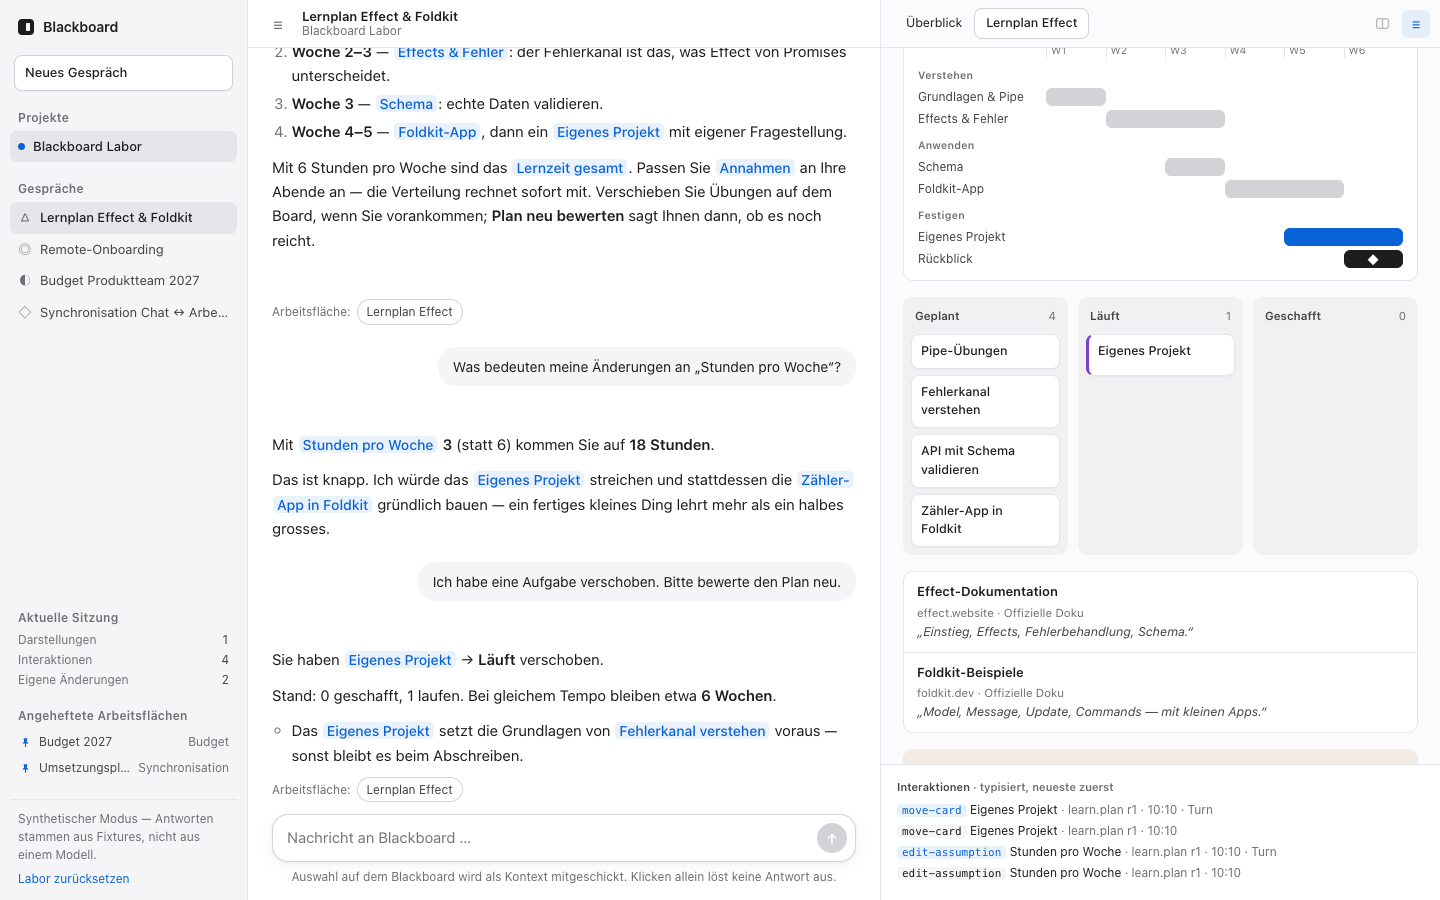 Blackboard
Neues Gespräch
Projekte
Blackboard Labor
Gespräche
Lernplan Effect & Foldkit
Remote-Onboarding
Budget Produktteam 2027
Synchronisation Chat ↔ Arbe…
Aktuelle Sitzung
Darstellungen 1
Interaktionen 4
Eigene Änderungen 2
Angeheftete Arbeitsflächen
Budget 2027 Budget
Umsetzungspl… Synchronisation
Synthetischer Modus — Antworten
stammen aus Fixtures, nicht aus
einem Modell.
Labor zurücksetzen
Lernplan Effect & Foldkit
Blackboard Labor
2. Woche 2–3 — Effects & Fehler: der Fehlerkanal ist das, was Effect von Promises
unterscheidet.
3. Woche 3 — Schema: echte Daten validieren.
4. Woche 4–5 — Foldkit-App, dann ein Eigenes Projekt mit eigener Fragestellung.
Mit 6 Stunden pro Woche sind das Lernzeit gesamt. Passen Sie Annahmen an Ihre
Abende an — die Verteilung rechnet sofort mit. Verschieben Sie Übungen auf dem
Board, wenn Sie vorankommen; Plan neu bewerten sagt Ihnen dann, ob es noch
reicht.
Arbeitsfläche: Lernplan Effect
Was bedeuten meine Änderungen an „Stunden pro Woche“?
Mit Stunden pro Woche 3 (statt 6) kommen Sie auf 18 Stunden.
Das ist knapp. Ich würde das Eigenes Projekt streichen und stattdessen die Zähler-
App in Foldkit gründlich bauen — ein fertiges kleines Ding lehrt mehr als ein halbes
grosses.
Ich habe eine Aufgabe verschoben. Bitte bewerte den Plan neu.
Sie haben Eigenes Projekt → Läuft verschoben.
Stand: 0 geschafft, 1 laufen. Bei gleichem Tempo bleiben etwa 6 Wochen.
Das Eigenes Projekt setzt die Grundlagen von Fehlerkanal verstehen voraus —
sonst bleibt es beim Abschreiben.
Arbeitsfläche: Lernplan Effect
Nachricht an Blackboard …
Auswahl auf dem Blackboard wird als Kontext mitgeschickt. Klicken allein löst keine Antwort aus.
Überblick Lernplan Effect
W1 W2 W3 W4 W5 W6
Verstehen
Grundlagen & Pipe
Effects & Fehler
Anwenden
Schema
Foldkit-App
Festigen
Eigenes Projekt
Rückblick
Geplant 4
Pipe-Übungen
Fehlerkanal
verstehen
API mit Schema
validieren
Zähler-App in
Foldkit
Läuft 1
Eigenes Projekt
Geschafft 0
Effect-Dokumentation
effect.website · Offizielle Doku
„Einstieg, Effects, Fehlerbehandlung, Schema.“
Foldkit-Beispiele
foldkit.dev · Offizielle Doku
„Model, Message, Update, Commands — mit kleinen Apps.“
Interaktionen · typisiert, neueste zuerst
move-card Eigenes Projekt · learn.plan r1 · 10:10 · Turn
move-card Eigenes Projekt · learn.plan r1 · 10:10
edit-assumption Stunden pro Woche · learn.plan r1 · 10:10 · Turn
edit-assumption Stunden pro Woche · learn.plan r1 · 10:10